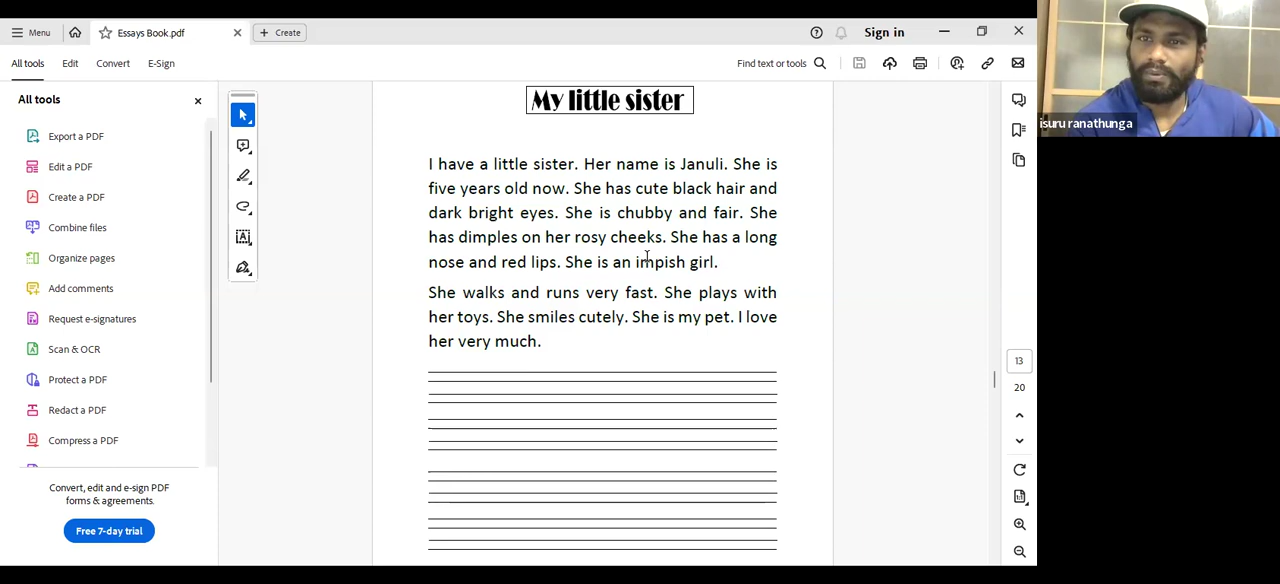 Menu
Essays Book.pdf
Create
Sign in
All tools
Edit
Convert
E-Sign
Find text or tools
All tools
Export a PDF
Edit a PDF
Create a PDF
Combine files
Organize pages
Add comments
Request e-signatures
Scan & OCR
Protect a PDF
Redact a PDF
Compress a PDF
Convert, edit and e-sign PDF
forms & agreements.
Free 7-day trial
My little sister
I have a little sister. Her name is Januli. She is
five years old now. She has cute black hair and
dark bright eyes. She is chubby and fair. She
has dimples on her rosy cheeks. She has a long
nose and red lips. She is an impish girl.
She walks and runs very fast. She plays with
her toys. She smiles cutely. She is my pet. I love
her very much.
13
20
isuru ranathunga